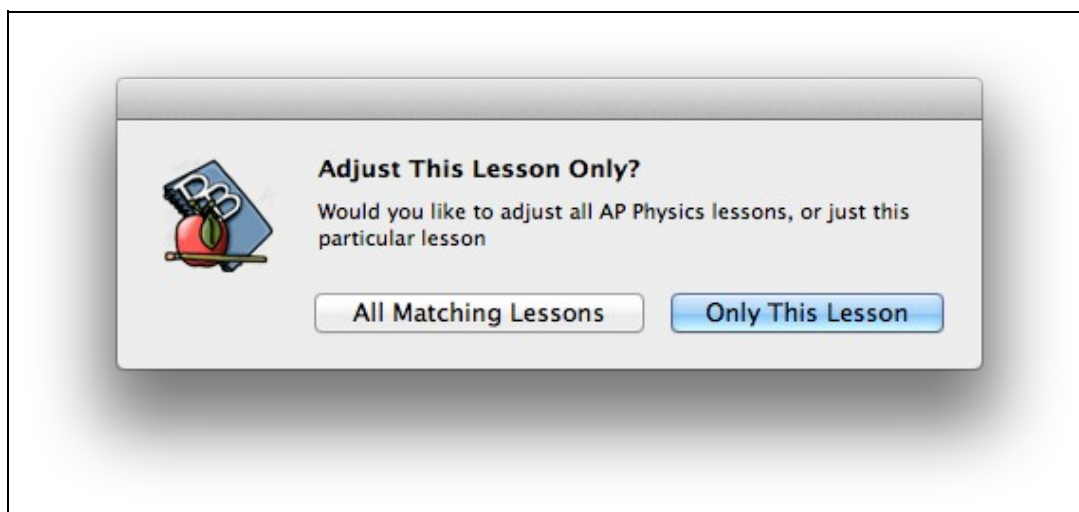 Adjust This Lesson Only?
Would you like to adjust all AP Physics lessons, or just this
particular lesson
All Matching Lessons
Only This Lesson